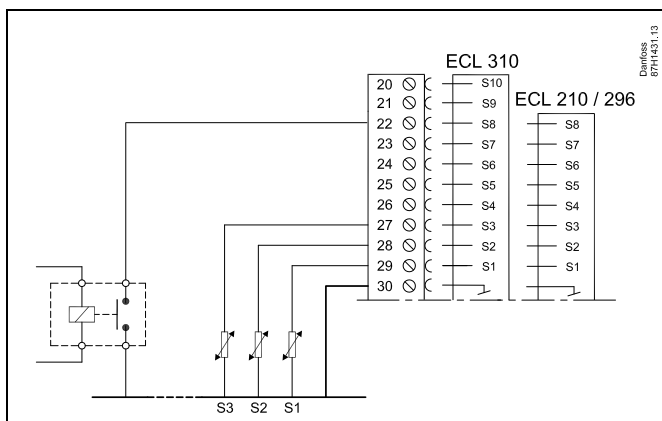 Danfoss
87H1431.13
ECL 310
ECL 210 / 296
20 S10
21 S9
22 S8 S8
23 S7 S7
24 S6 S6
25 S5 S5
26 S4 S4
27 S3 S3
28 S2 S2
29 S1 S1
30
S3 S2 S1